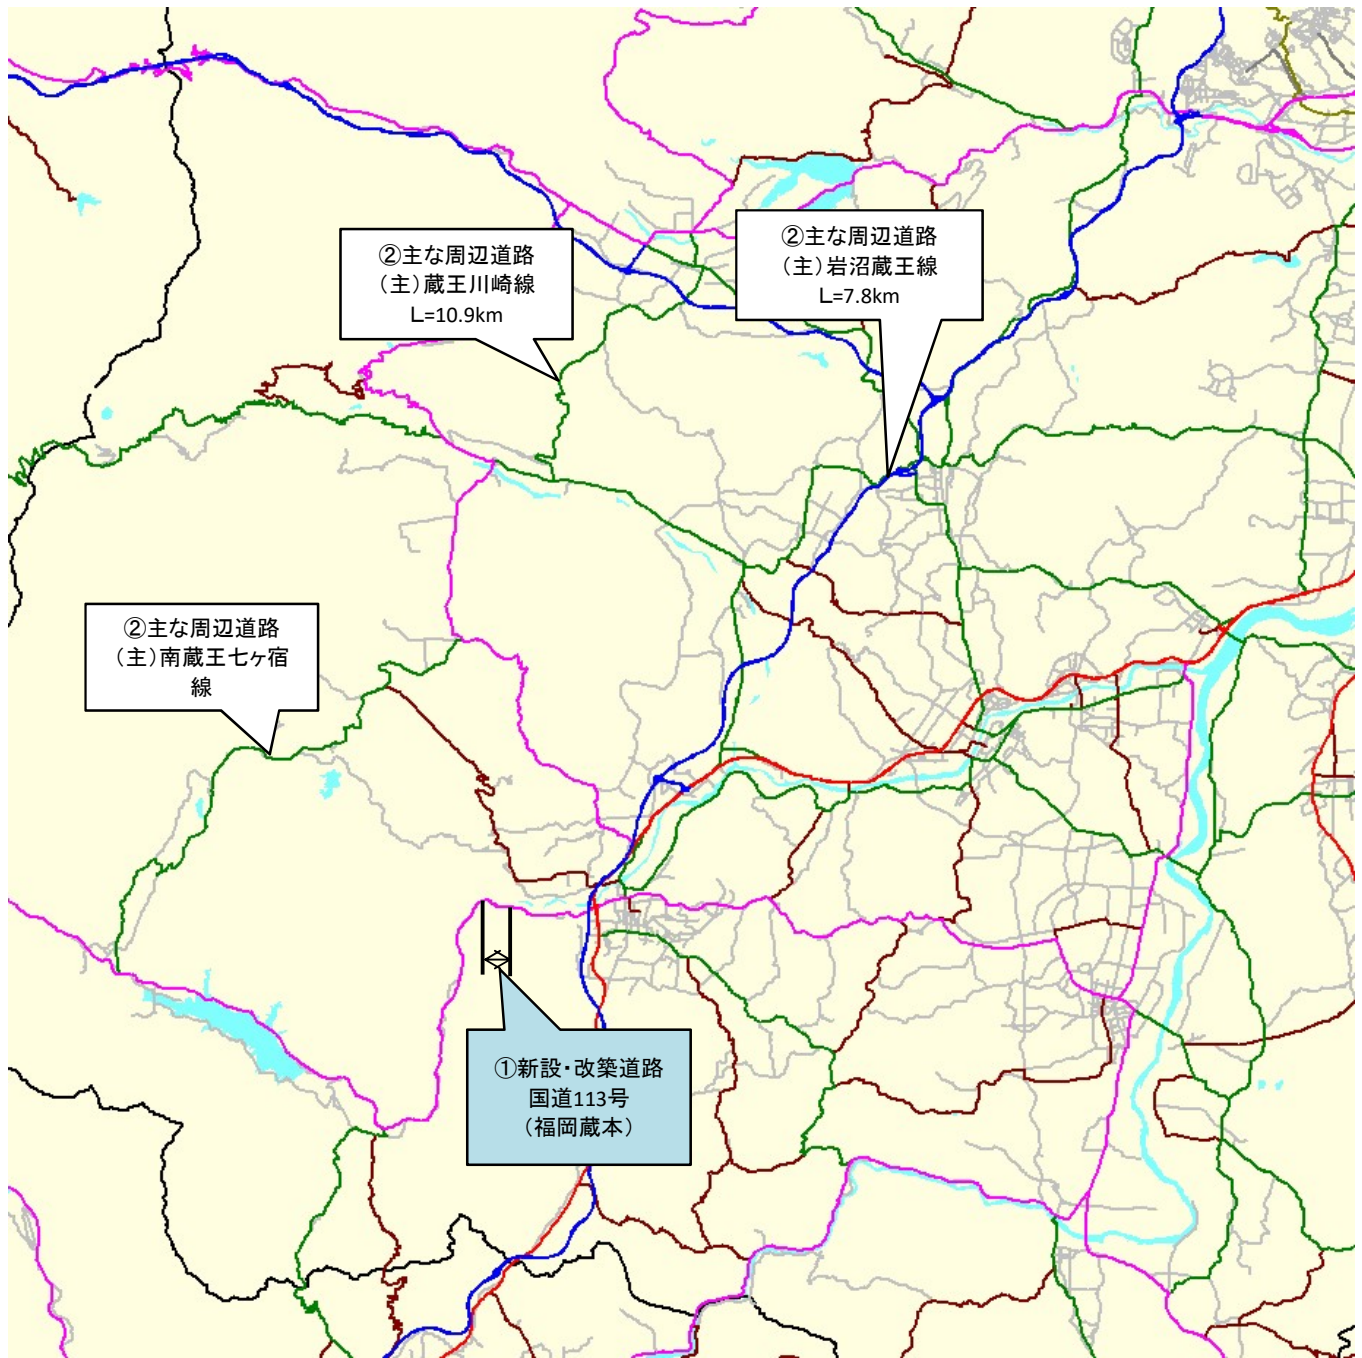 ②主な周辺道路
（主）蔵王川崎線
L=10.9km
②主な周辺道路
（主）岩沼蔵王線
L=7.8km
②主な周辺道路
（主）南蔵王七ヶ宿
線
①新設・改築道路
国道113号
（福岡蔵本）